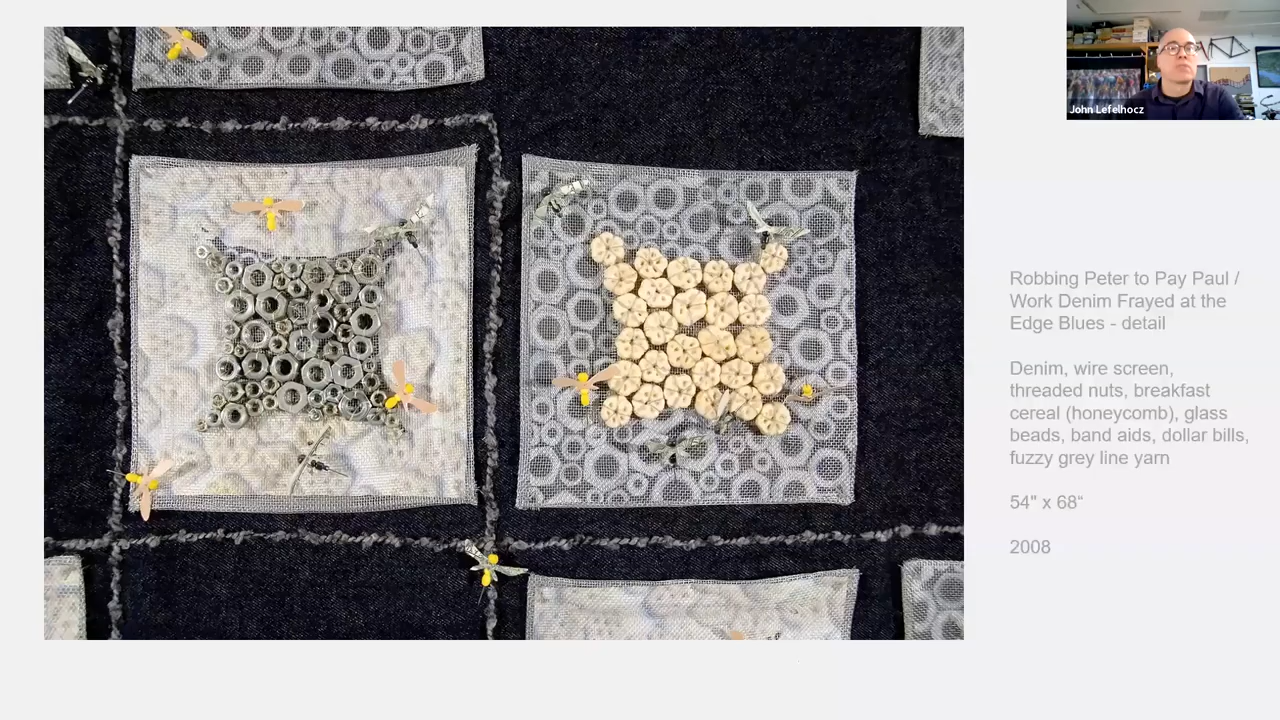 John Lefelhocz
Robbing Peter to Pay Paul /
Work Denim Frayed at the
Edge Blues - detail
Denim, wire screen,
threaded nuts, breakfast
cereal (honeycomb), glass
beads, band aids, dollar bills,
fuzzy grey line yarn
54" x 68“
2008